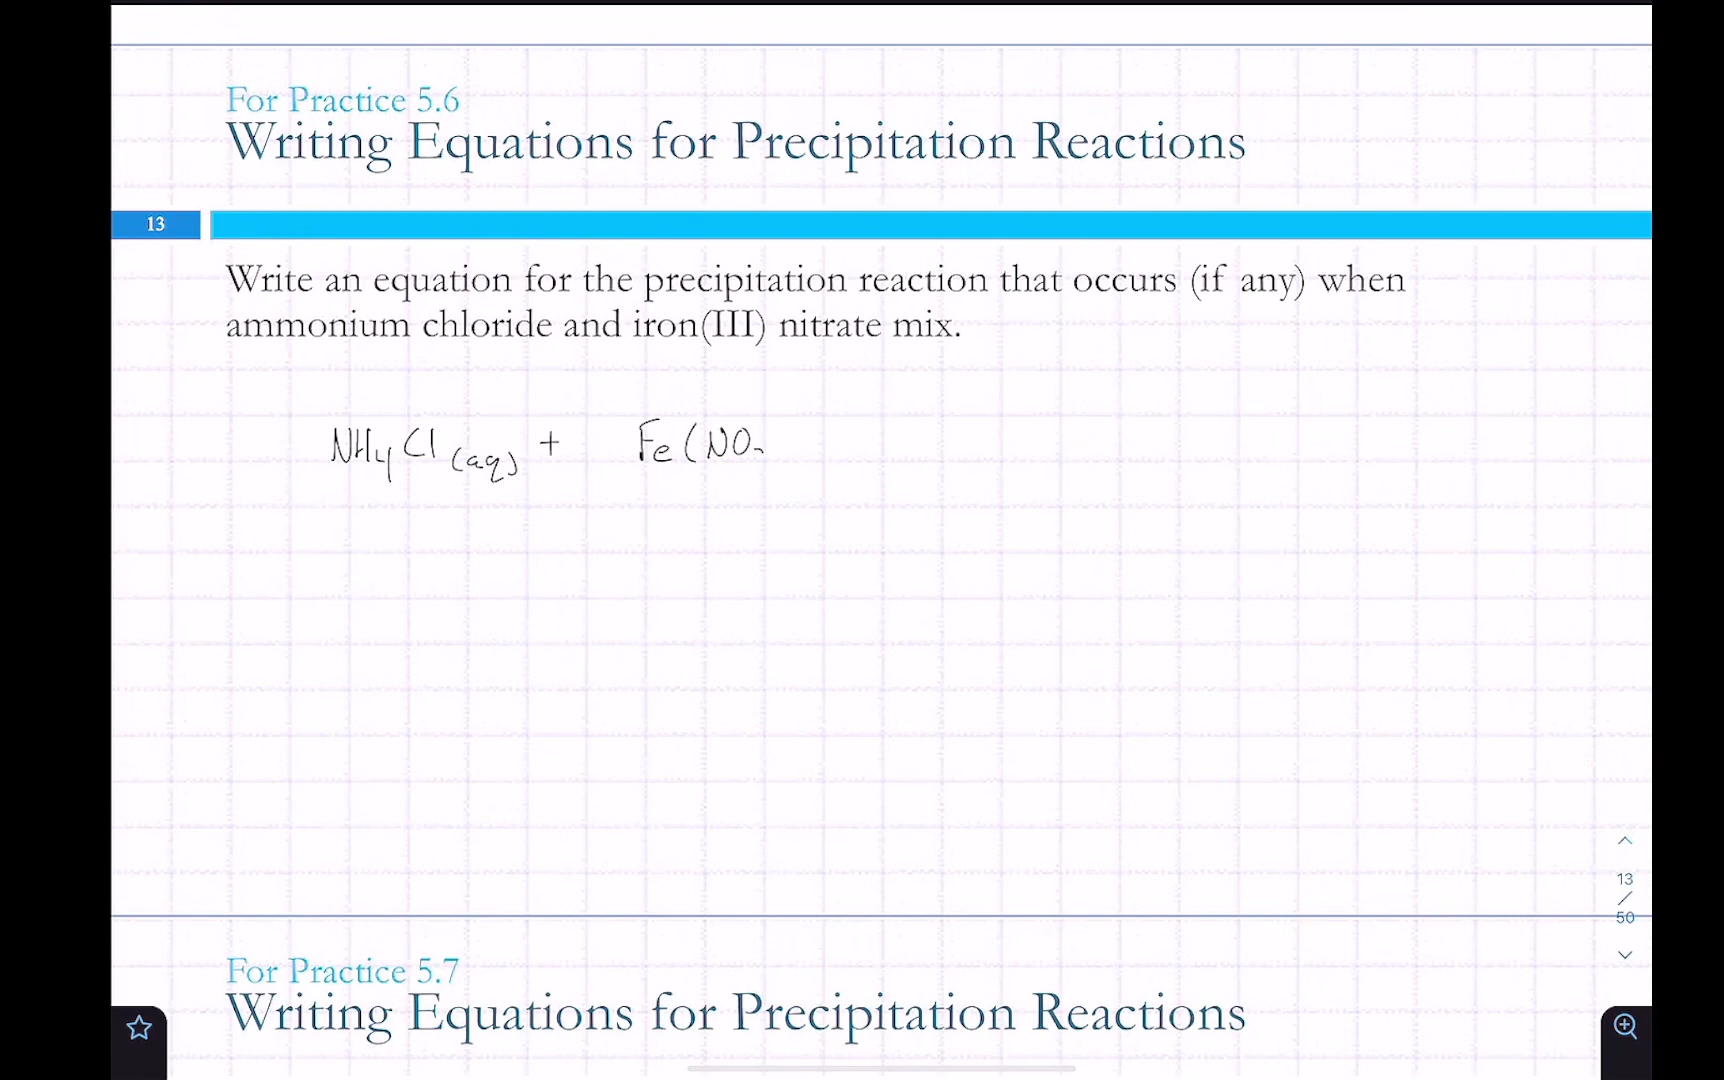 For Practice 5.6
Writing Equations for Precipitation Reactions
13
Write an equation for the precipitation reaction that occurs (if any) when
ammonium chloride and iron(III) nitrate mix.
NH4Cl(aq) + Fe(NO
13
/
50
For Practice 5.7
Writing Equations for Precipitation Reactions